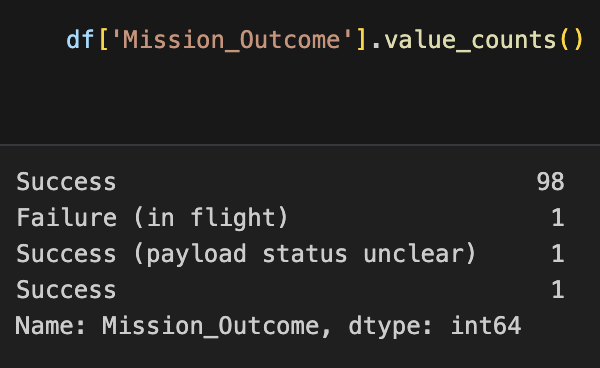 df['Mission_Outcome'].value_counts()
Success 98
Failure (in flight) 1
Success (payload status unclear) 1
Success 1
Name: Mission_Outcome, dtype: int64